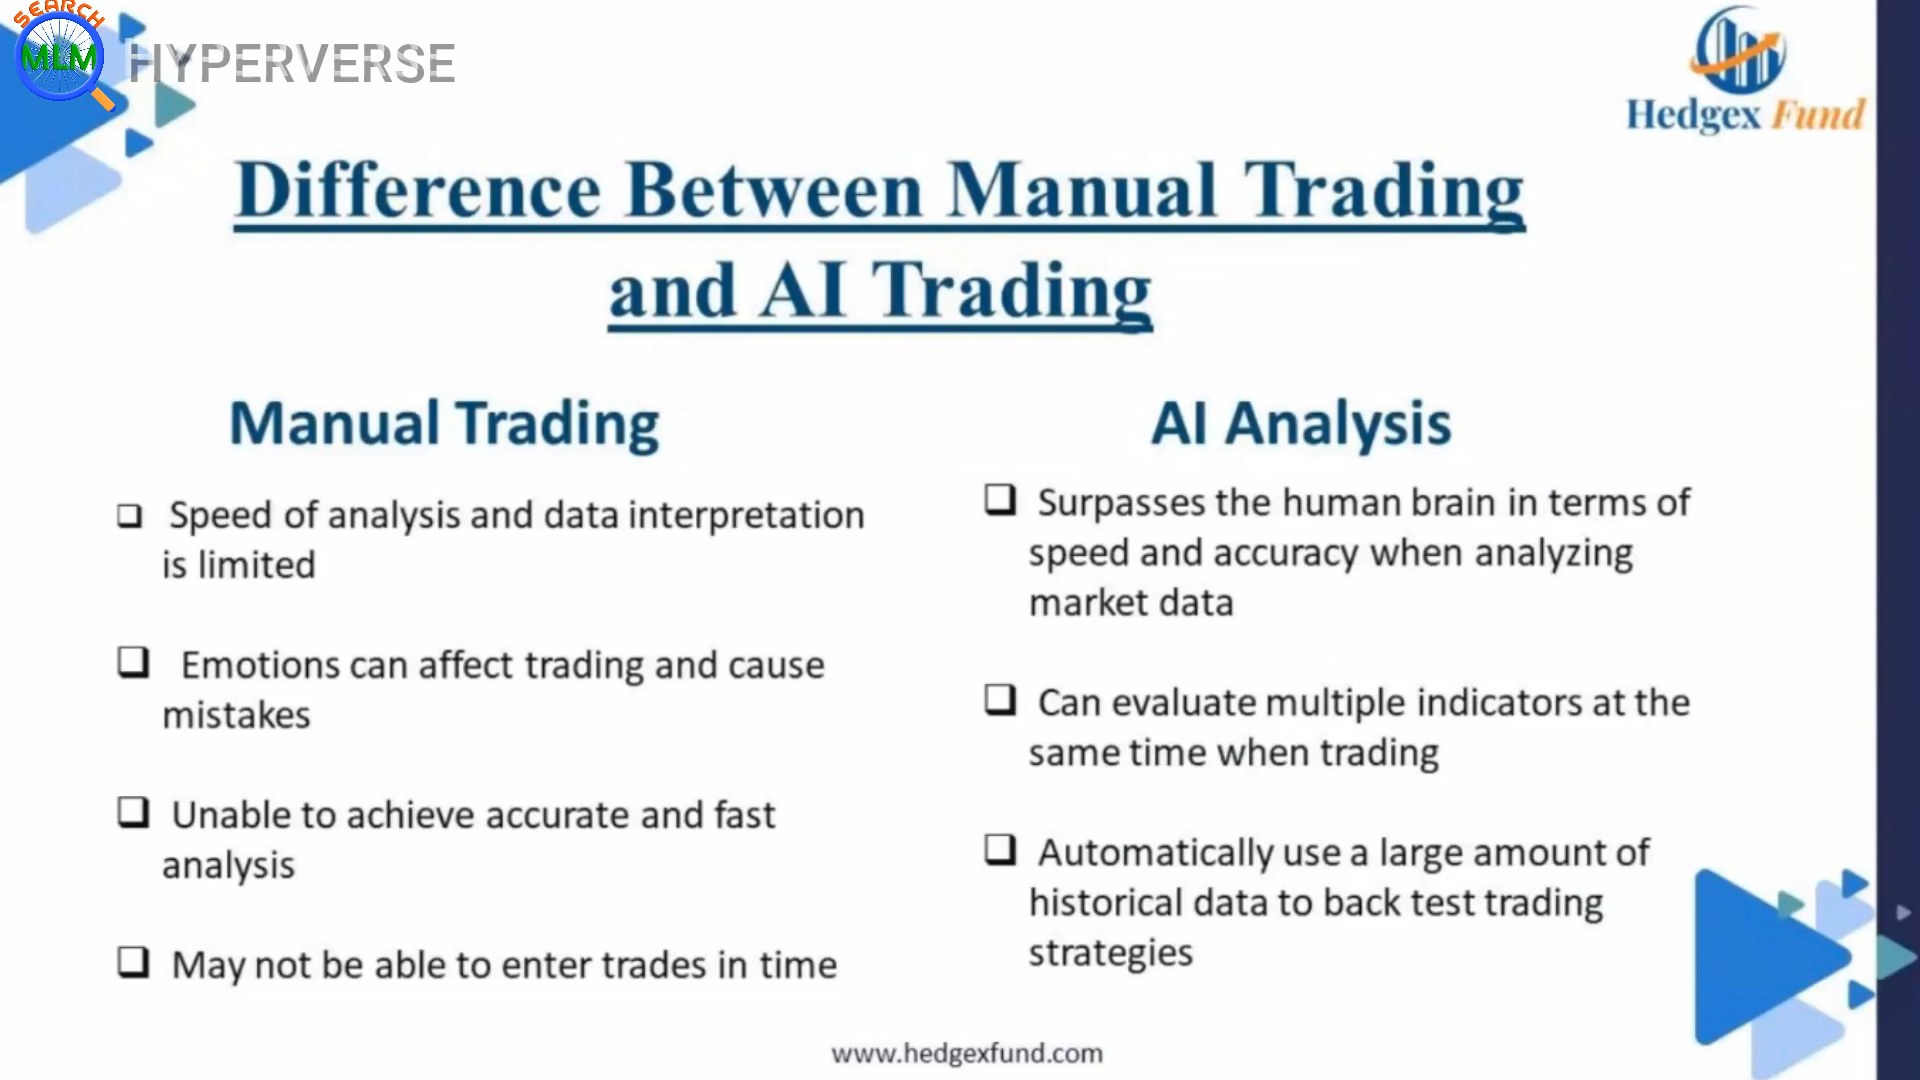 SEARCH
MLM
HYPERVERSE
Hedgex Fund
Difference Between Manual Trading
and AI Trading
Manual Trading
❑ Speed of analysis and data interpretation
is limited
❑ Emotions can affect trading and cause
mistakes
❑ Unable to achieve accurate and fast
analysis
❑ May not be able to enter trades in time
AI Analysis
❑ Surpasses the human brain in terms of
speed and accuracy when analyzing
market data
❑ Can evaluate multiple indicators at the
same time when trading
❑ Automatically use a large amount of
historical data to back test trading
strategies
www.hedgexfund.com